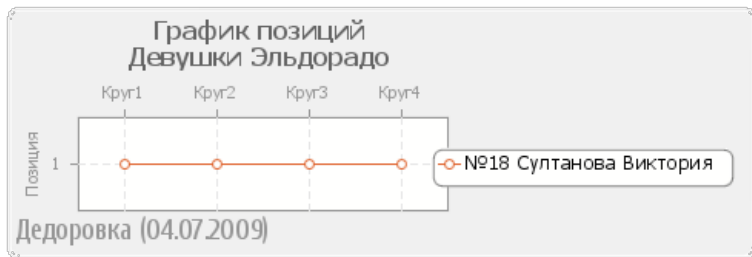 График позиций
Девушки Эльдорадо
Круг1 Круг2 Круг3 Круг4
Позиция
1
№18 Султанова Виктория
Дедоровка (04.07.2009)